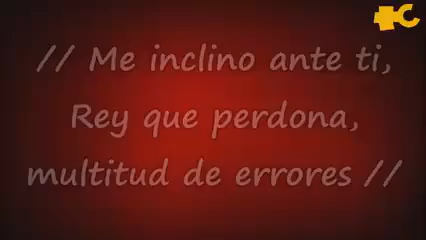 // Me inclino ante ti,
Rey que perdona,
multitud de errores //